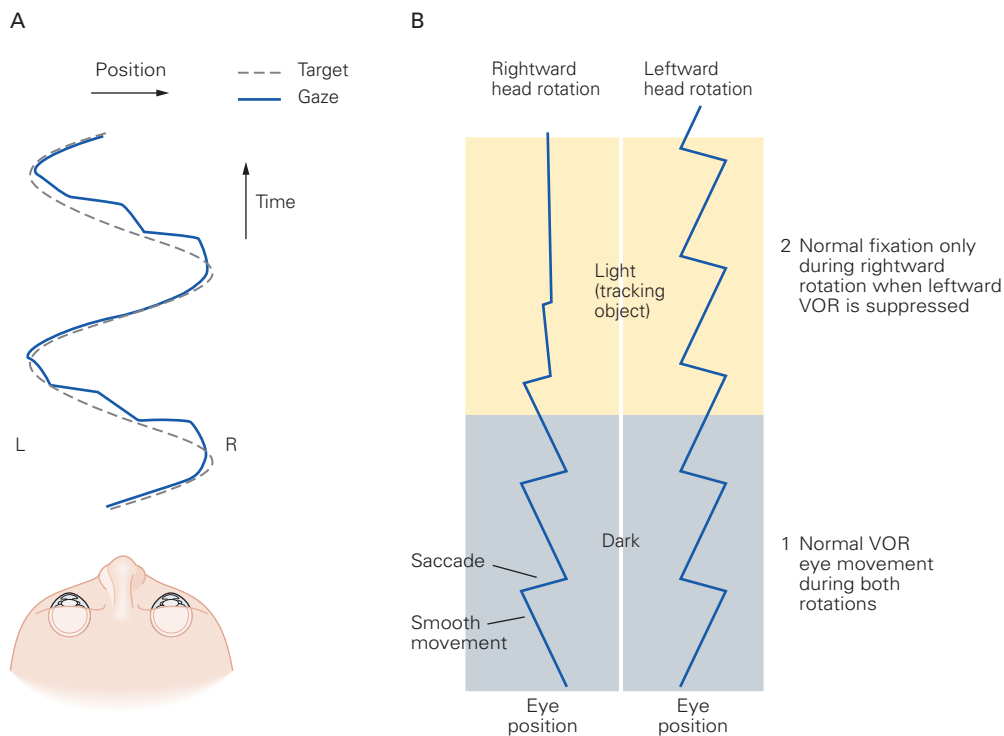 A
Position
Target
Gaze
Time
L
R
B
Rightward
head rotation
Leftward
head rotation
Light
(tracking
object)
2 Normal fixation only
during rightward
rotation when leftward
VOR is suppressed
Dark
Saccade
Smooth
movement
1 Normal VOR
eye movement
during both
rotations
Eye
position
Eye
position